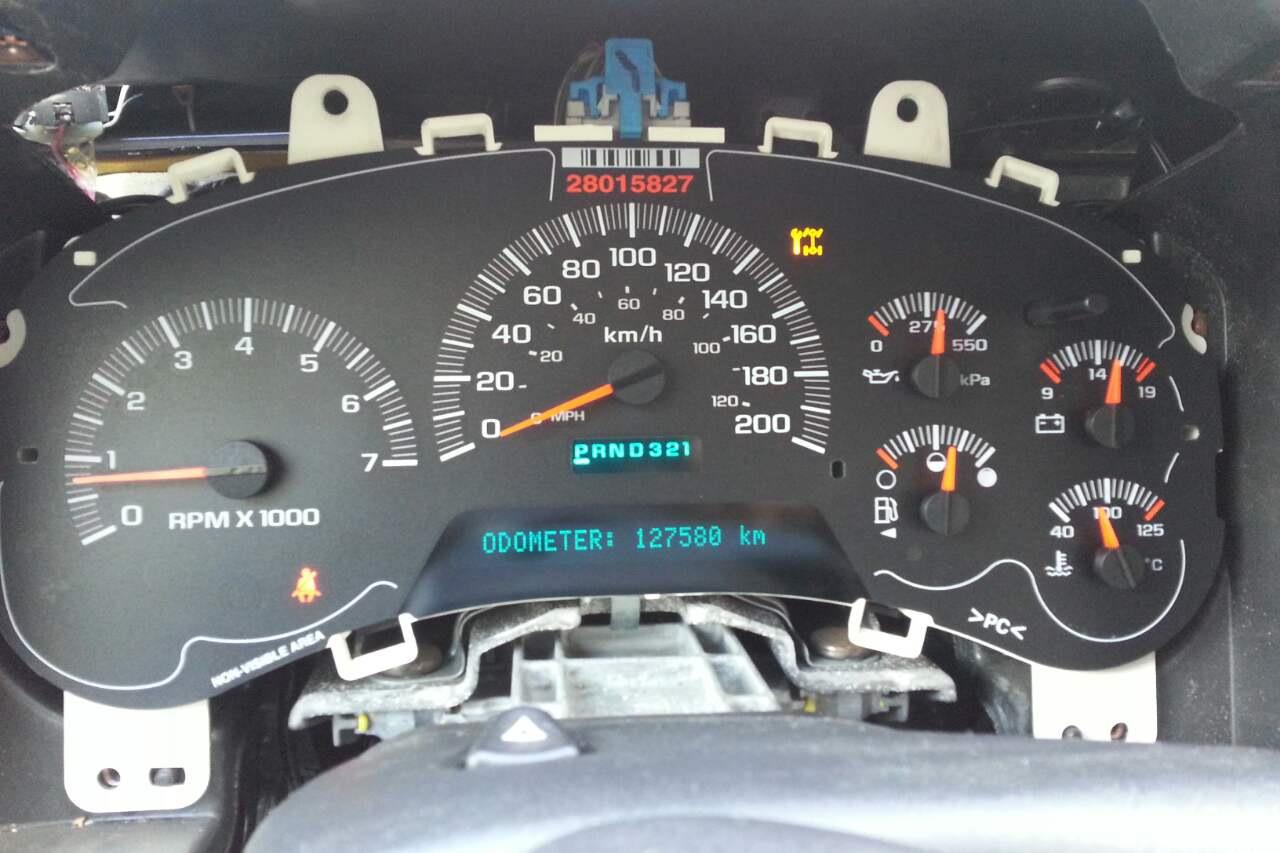 28015827
0 1 2 3 4 5 6 7
RPM X 1000
0 20 40 60 80 100 120 140 160 180 200
km/h
0 20 40 60 80 100 120
MPH
PRND321
ODOMETER: 127580 km
0 275 550
kPa
9 14 19
40 100 125
°C
>PC<
NON-VISIBLE AREA